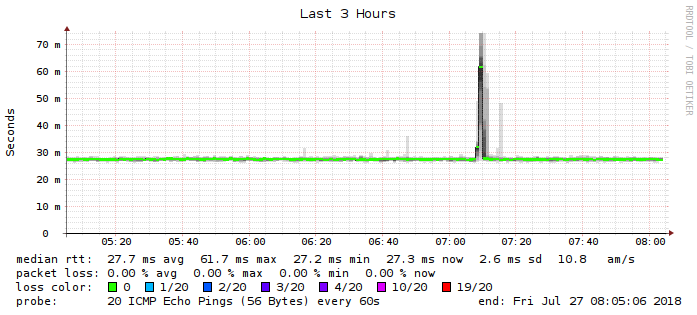 Last 3 Hours
RRDTOOL / TOBI OETIKER
Seconds
70 m
60 m
50 m
40 m
30 m
20 m
10 m
0
05:20 05:40 06:00 06:20 06:40 07:00 07:20 07:40 08:00
median rtt: 27.7 ms avg 61.7 ms max 27.2 ms min 27.3 ms now 2.6 ms sd 10.8 am/s
packet loss: 0.00 % avg 0.00 % max 0.00 % min 0.00 % now
loss color: 0 1/20 2/20 3/20 4/20 10/20 19/20
probe: 20 ICMP Echo Pings (56 Bytes) every 60s end: Fri Jul 27 08:05:06 2018